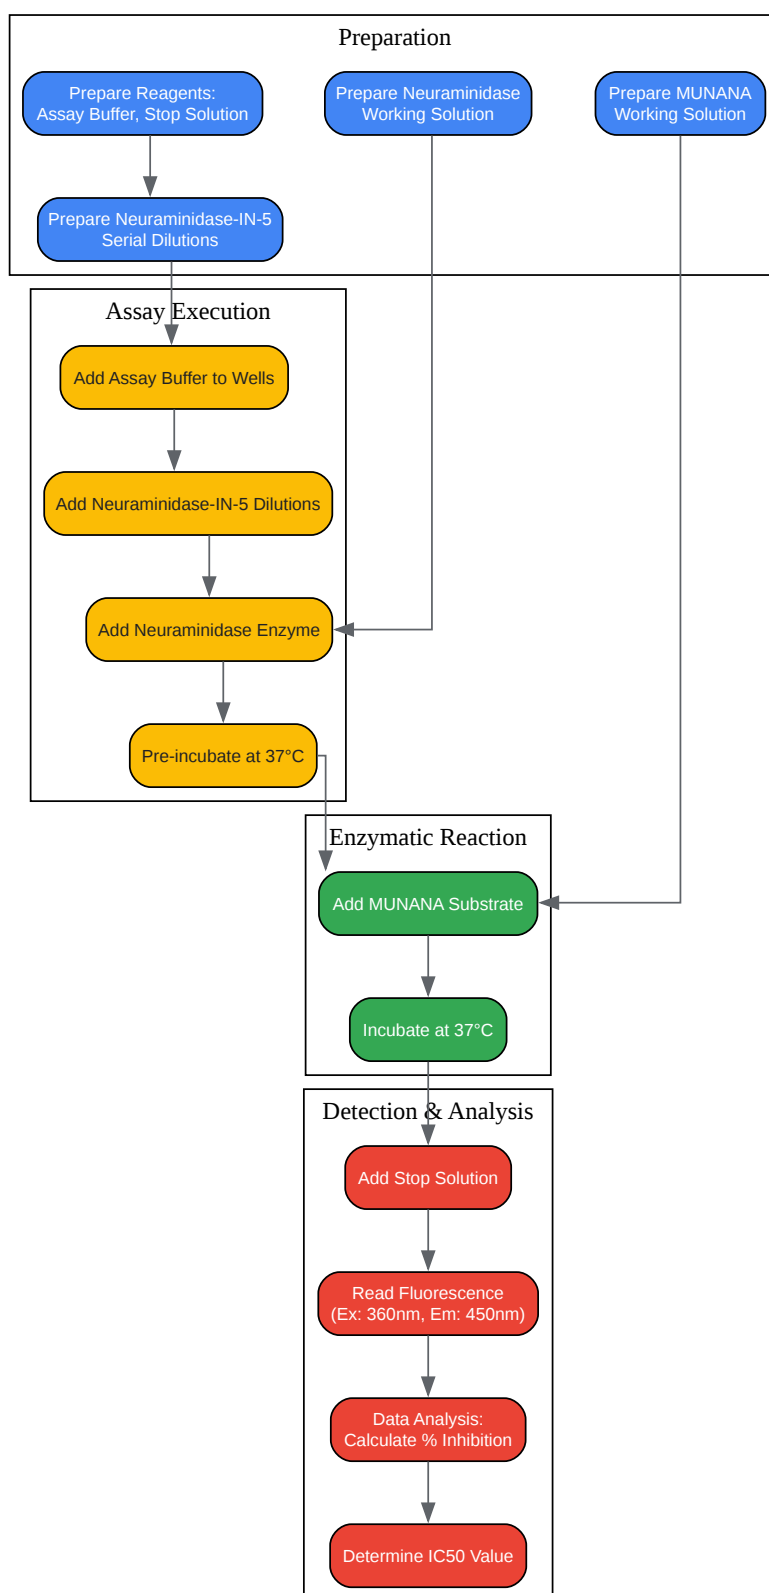 Preparation
Prepare Reagents:
Assay Buffer, Stop Solution
Prepare Neuraminidase
Working Solution
Prepare MUNANA
Working Solution
Prepare Neuraminidase-IN-5
Serial Dilutions
Assay Execution
Add Assay Buffer to Wells
Add Neuraminidase-IN-5 Dilutions
Add Neuraminidase Enzyme
Pre-incubate at 37°C
Enzymatic Reaction
Add MUNANA Substrate
Incubate at 37°C
Detection & Analysis
Add Stop Solution
Read Fluorescence
(Ex: 360nm, Em: 450nm)
Data Analysis:
Calculate % Inhibition
Determine IC50 Value